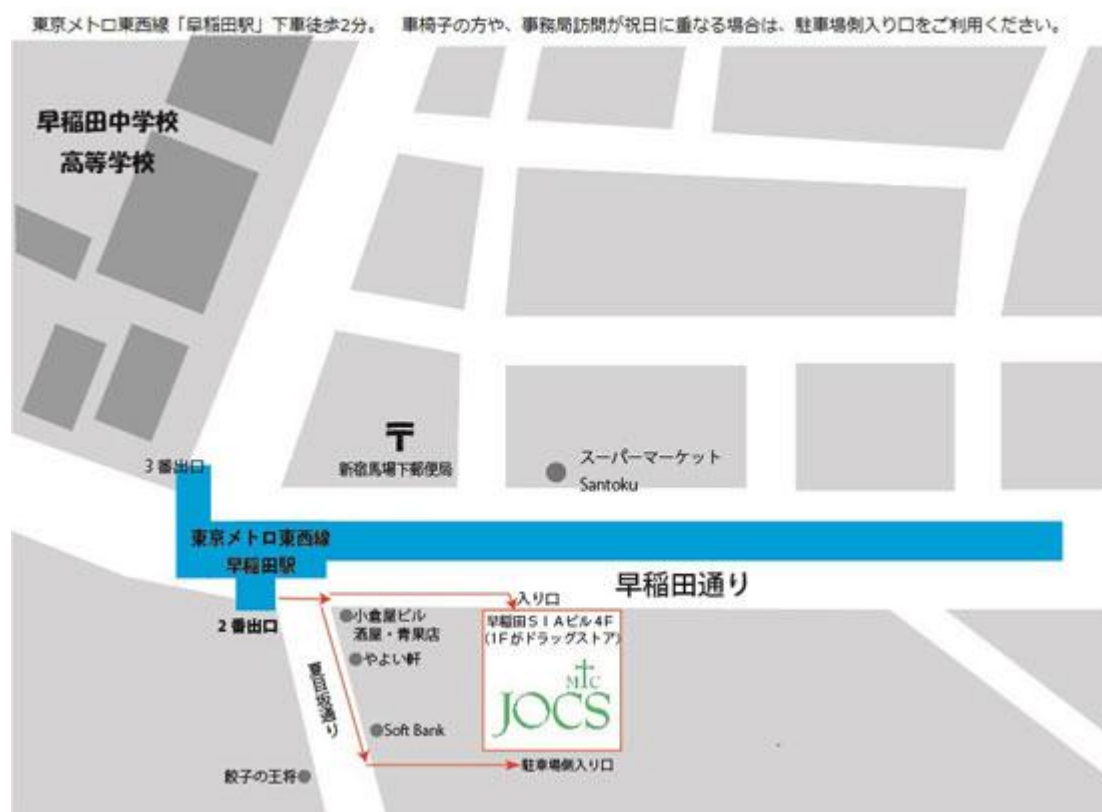 東京メトロ東西線「早稲田駅」下車徒歩2分。　車椅子の方や、事務局訪問が祝日に重なる場合は、駐車場側入り口をご利用ください。
早稲田中学校
高等学校
〒
新宿馬場下郵便局
スーパーマーケット
Santoku
3番出口
東京メトロ東西線
早稲田駅
早稲田通り
2番出口
入り口
小倉屋ビル
酒屋・青果店
やよい軒
早稲田SIAビル4F
(1Fがドラッグストア)
MC
JOCS
夏目坂通り
Soft Bank
駐車場側入り口
餃子の王将